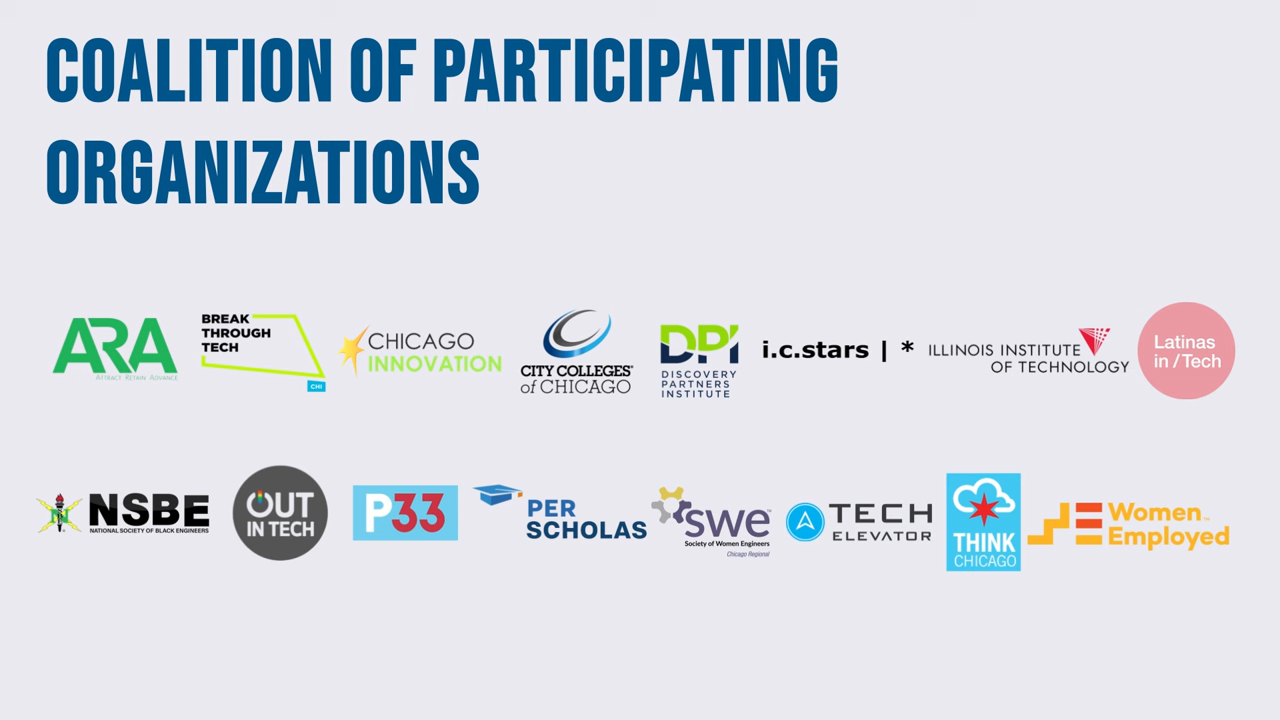 COALITION OF PARTICIPATING
ORGANIZATIONS
ARA
ATTRACT RETAIN ADVANCE
BREAK
THROUGH
TECH
CHI
CHICAGO
INNOVATION
CITY COLLEGES®
of CHICAGO
DPI
DISCOVERY
PARTNERS
INSTITUTE
i.c.stars | *
ILLINOIS INSTITUTE
OF TECHNOLOGY
Latinas
in /Tech
NSBE
NATIONAL SOCIETY OF BLACK ENGINEERS
OUT
IN TECH
P33
PER
SCHOLAS
swe™
Society of Women Engineers
Chicago Regional
TECH
ELEVATOR
THINK
CHICAGO
Women™
Employed